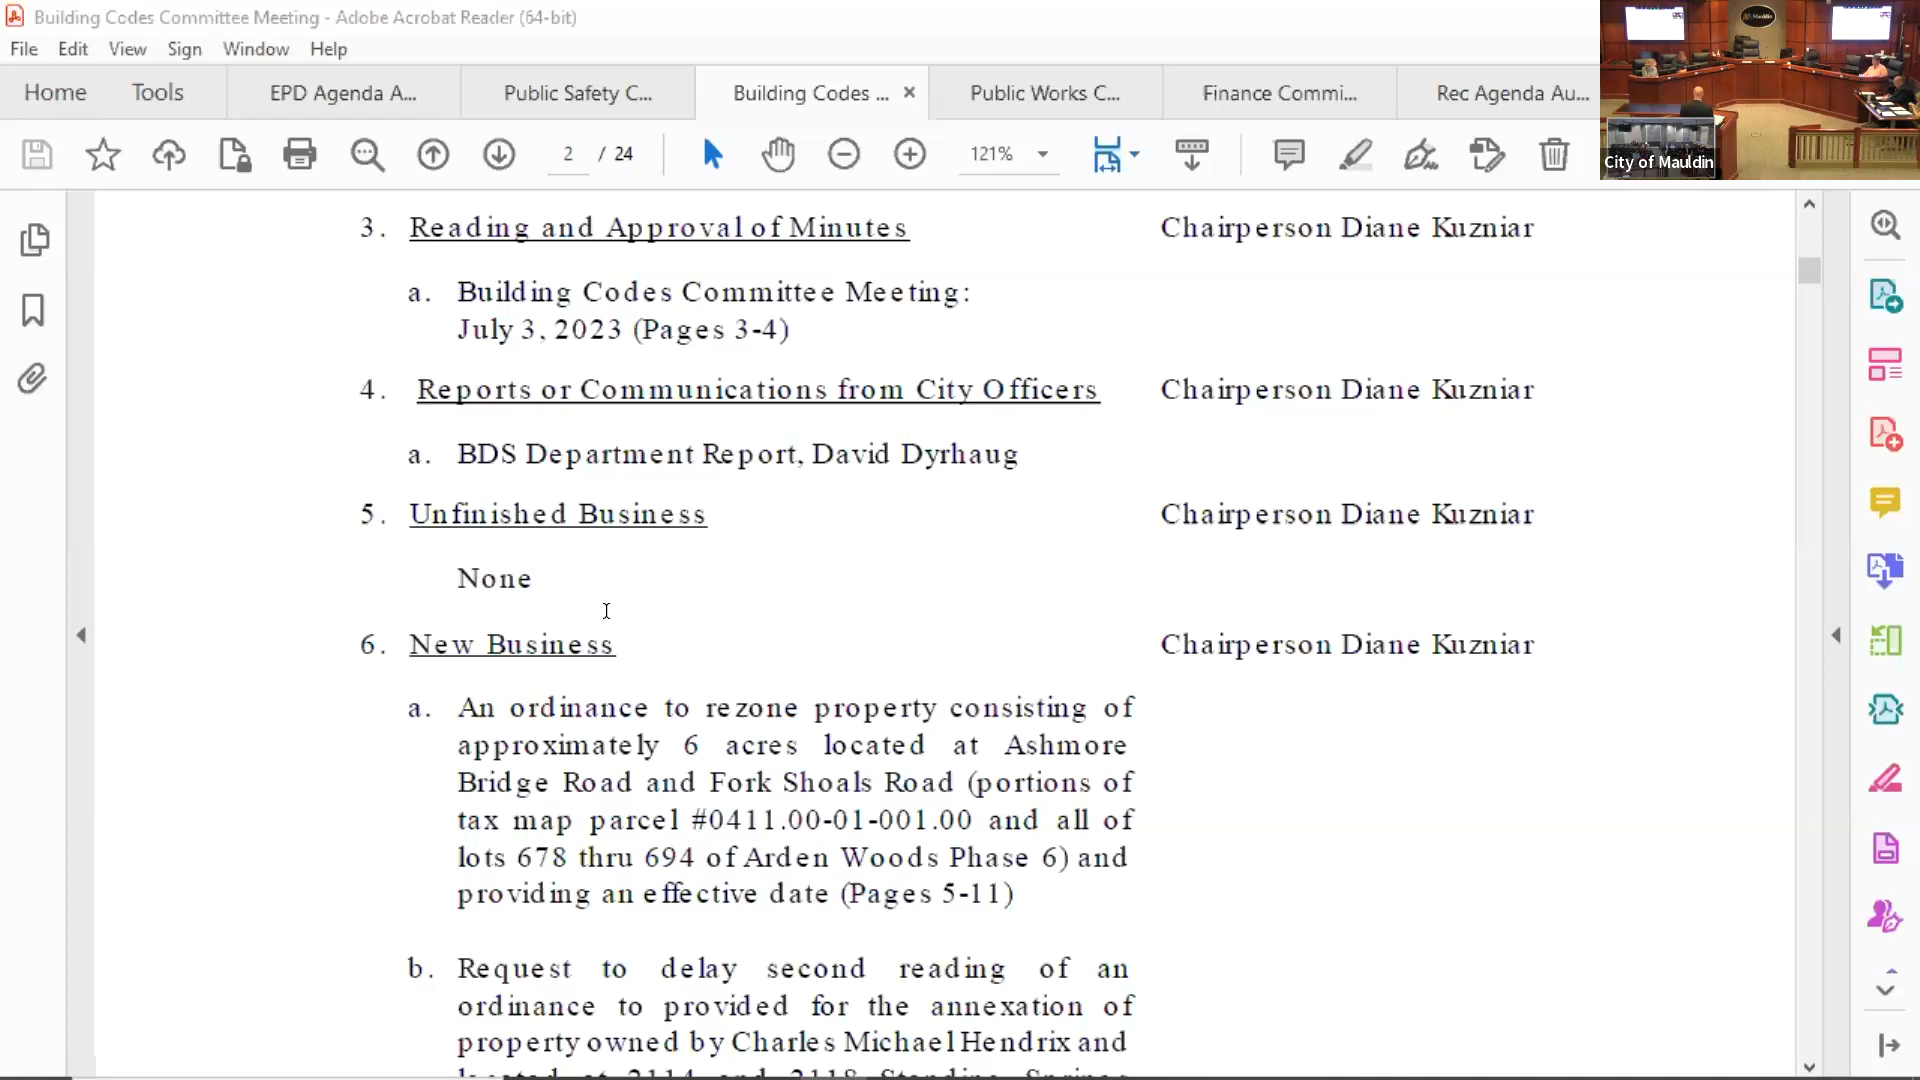 Building Codes Committee Meeting - Adobe Acrobat Reader (64-bit)
File Edit View Sign Window Help
Home Tools EPD Agenda A... Public Safety C... Building Codes ... Public Works C... Finance Commi... Rec Agenda Au...
2 / 24 121%
City of Mauldin
3. Reading and Approval of Minutes Chairperson Diane Kuzniar
a. Building Codes Committee Meeting:
July 3, 2023 (Pages 3-4)
4. Reports or Communications from City Officers Chairperson Diane Kuzniar
a. BDS Department Report, David Dyrhaug
5. Unfinished Business Chairperson Diane Kuzniar
None
6. New Business Chairperson Diane Kuzniar
a. An ordinance to rezone property consisting of
approximately 6 acres located at Ashmore
Bridge Road and Fork Shoals Road (portions of
tax map parcel #0411.00-01-001.00 and all of
lots 678 thru 694 of Arden Woods Phase 6) and
providing an effective date (Pages 5-11)
b. Request to delay second reading of an
ordinance to provided for the annexation of
property owned by Charles Michael Hendrix and
located at 2114 and 2118 Standing Springs